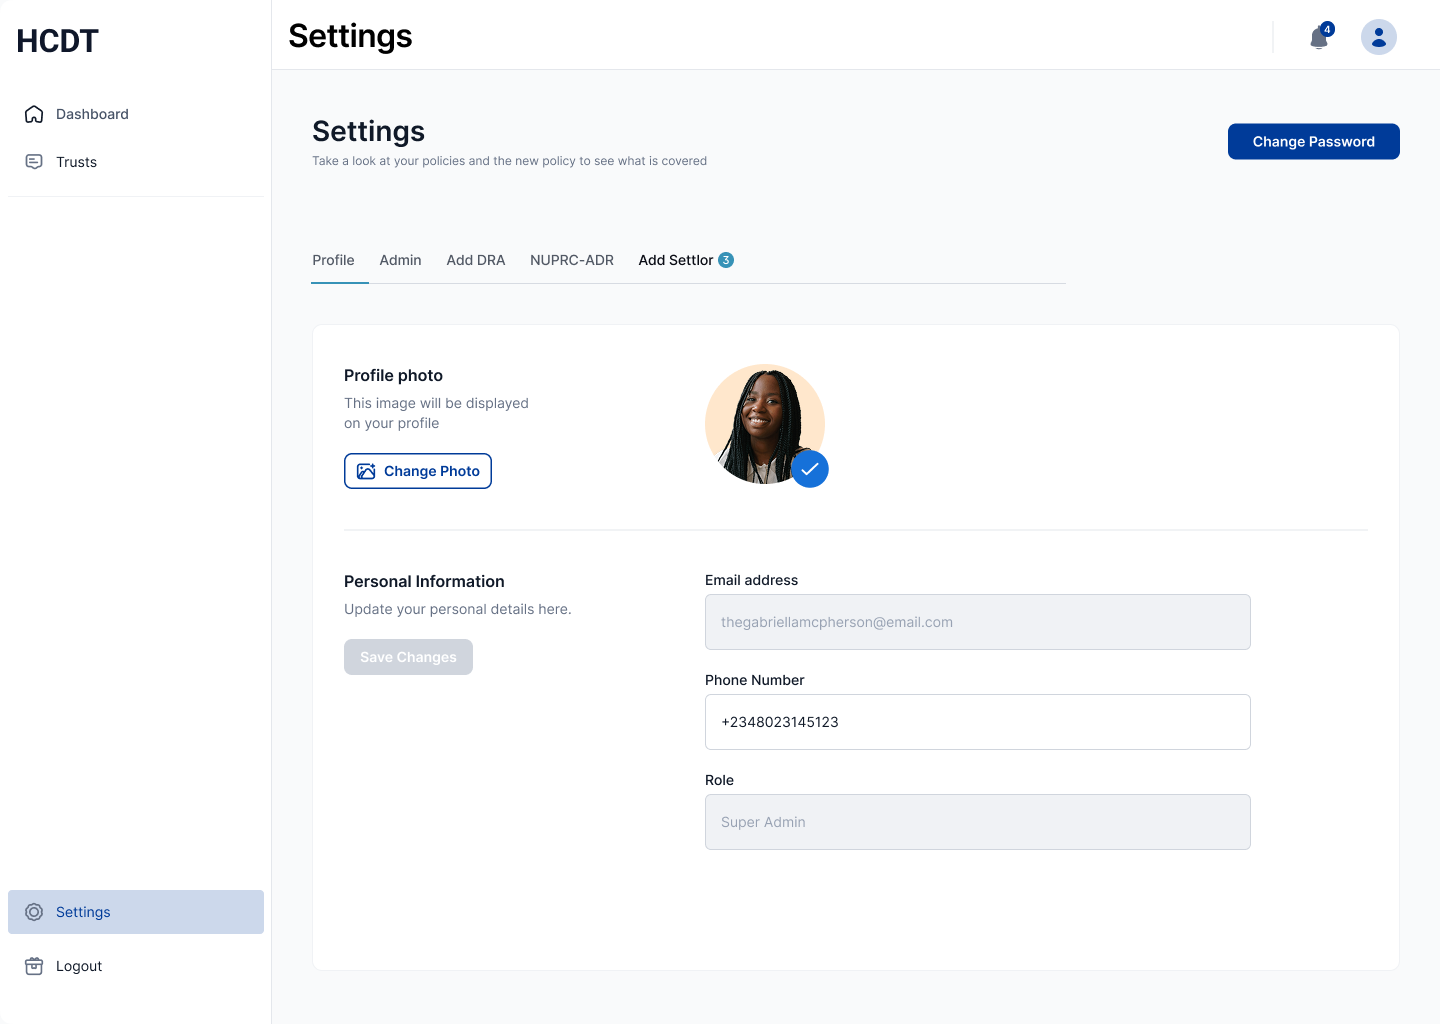 HCDT
Settings
4
Dashboard
Trusts
Settings
Take a look at your policies and the new policy to see what is covered
Change Password
Profile
Admin
Add DRA
NUPRC-ADR
Add Settlor 3
Profile photo
This image will be displayed
on your profile
Change Photo
Personal Information
Update your personal details here.
Save Changes
Email address
thegabriellamcpherson@email.com
Phone Number
+2348023145123
Role
Super Admin
Settings
Logout